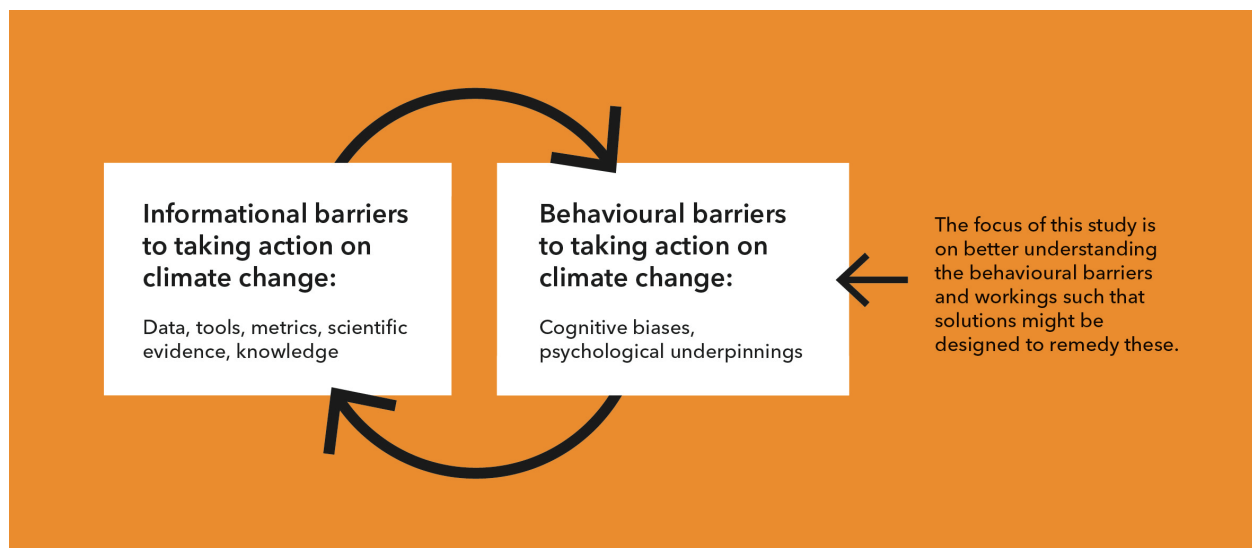 Informational barriers
to taking action on
climate change:
Data, tools, metrics, scientific
evidence, knowledge
Behavioural barriers
to taking action on
climate change:
Cognitive biases,
psychological underpinnings
The focus of this study is
on better understanding
the behavioural barriers
and workings such that
solutions might be
designed to remedy these.